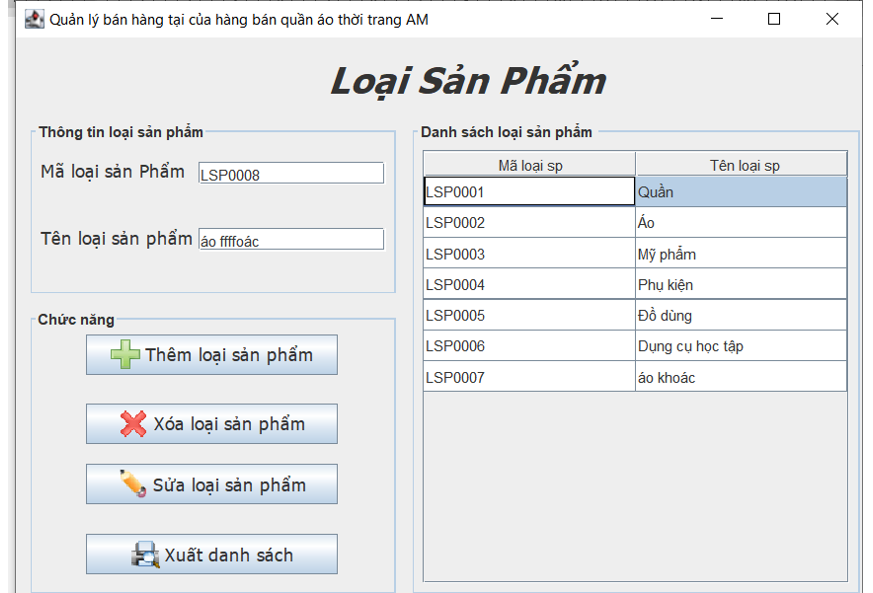 Quản lý bán hàng tại của hàng bán quần áo thời trang AM
Loại Sản Phẩm
Thông tin loại sản phẩm
Mã loại sản Phẩm LSP0008
Tên loại sản phẩm áo ffffoác
Chức năng
Thêm loại sản phẩm
Xóa loại sản phẩm
Sửa loại sản phẩm
Xuất danh sách
Danh sách loại sản phẩm
Mã loại sp Tên loại sp
LSP0001 Quần
LSP0002 Áo
LSP0003 Mỹ phẩm
LSP0004 Phụ kiện
LSP0005 Đồ dùng
LSP0006 Dụng cụ học tập
LSP0007 áo khoác